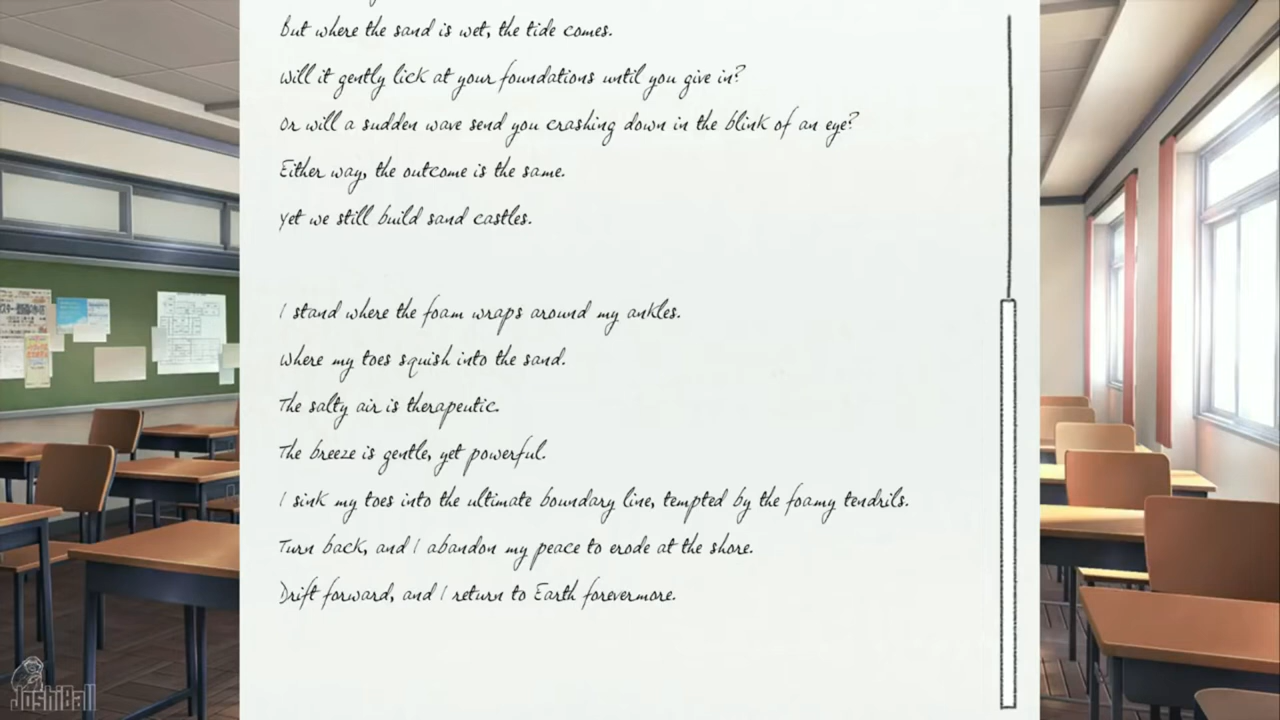 But where the sand is wet, the tide comes.
Will it gently lick at your foundations until you give in?
Or will a sudden wave send you crashing down in the blink of an eye?
Either way, the outcome is the same.
Yet we still build sand castles.
I stand where the foam wraps around my ankles.
Where my toes squish into the sand.
The salty air is therapeutic.
The breeze is gentle, yet powerful.
I sink my toes into the ultimate boundary line, tempted by the foamy tendrils.
Turn back, and I abandon my peace to erode at the shore.
Drift forward, and I return to Earth forevermore.
JoshiBall